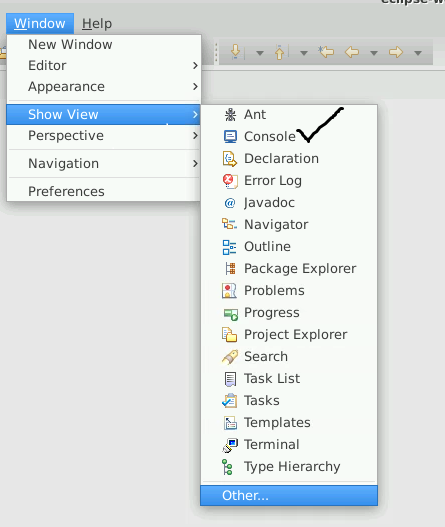 Window Help
New Window
Editor
Appearance
Show View
Perspective
Navigation
Preferences
Ant
Console
Declaration
Error Log
Javadoc
Navigator
Outline
Package Explorer
Problems
Progress
Project Explorer
Search
Task List
Tasks
Templates
Terminal
Type Hierarchy
Other...